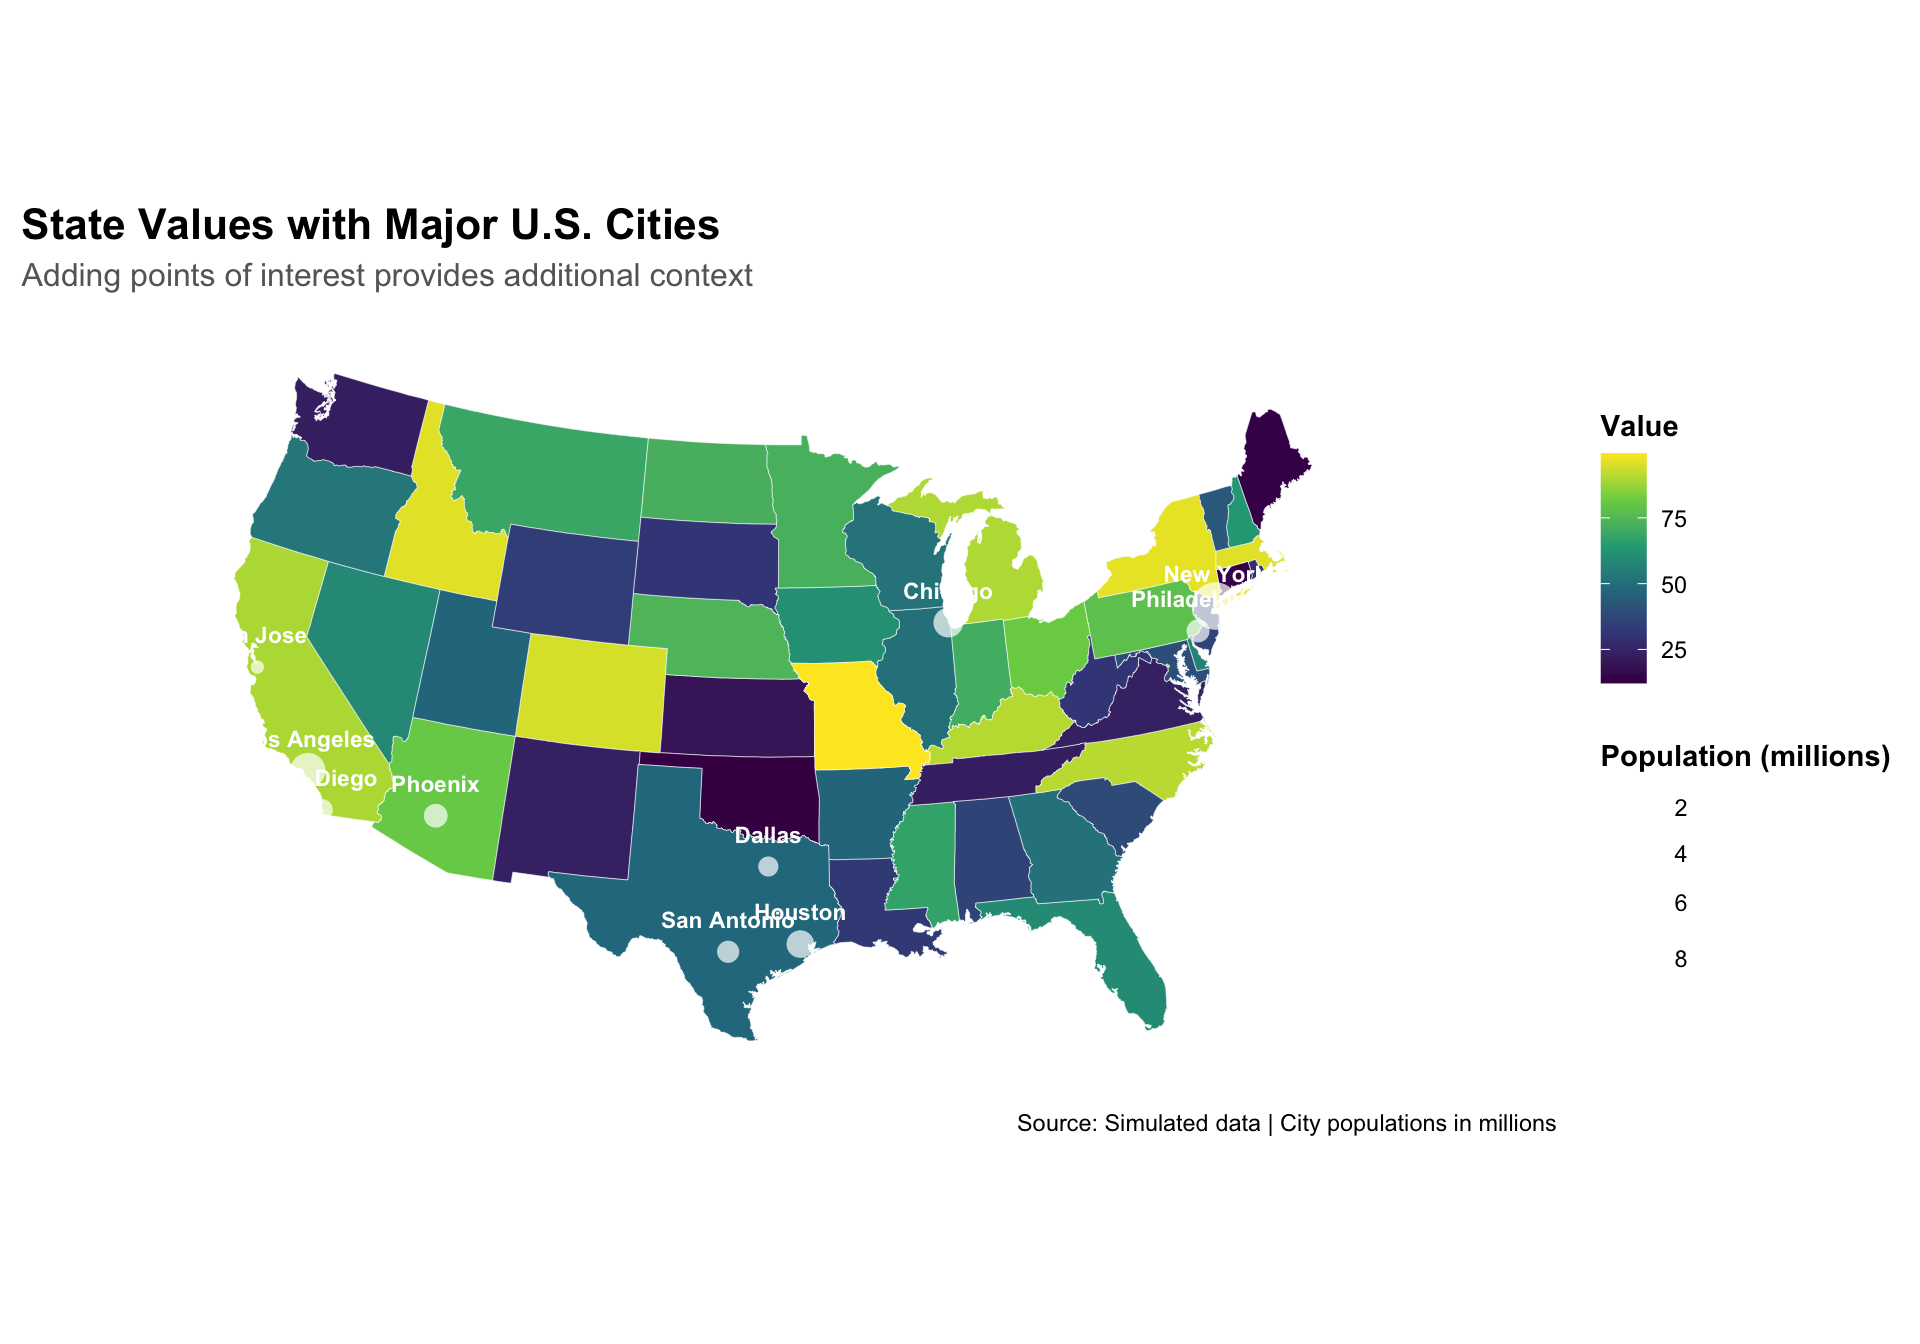 State Values with Major U.S. Cities
Adding points of interest provides additional context
Value
75
50
25
Population (millions)
2
4
6
8
New York
Philadelphia
Chicago
Jose
os Angeles
Diego
Phoenix
Dallas
Houston
San Antonio
Source: Simulated data | City populations in millions